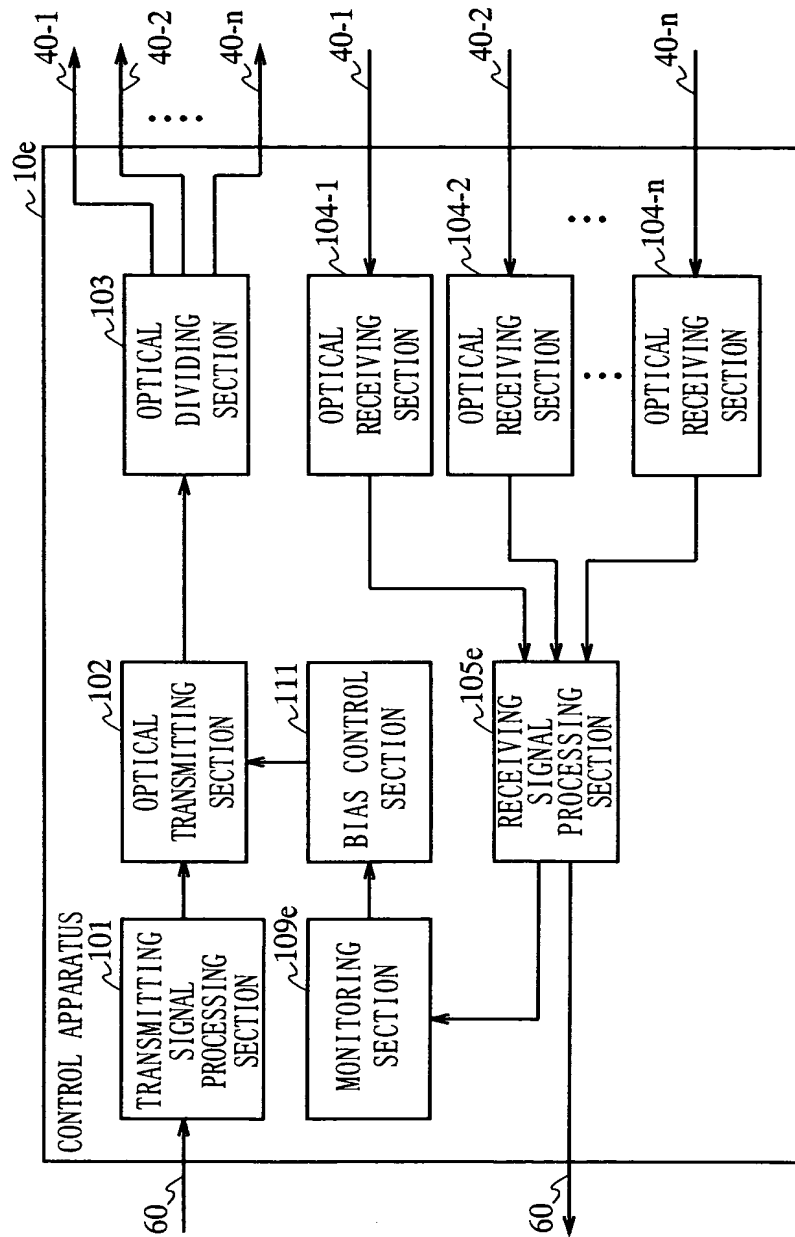 CONTROL APPARATUS
10e
60
101
TRANSMITTING
SIGNAL
PROCESSING
SECTION
102
OPTICAL
TRANSMITTING
SECTION
103
OPTICAL
DIVIDING
SECTION
40-1
40-2
....
40-n
109e
MONITORING
SECTION
111
BIAS CONTROL
SECTION
104-1
OPTICAL
RECEIVING
SECTION
40-1
105e
RECEIVING
SIGNAL
PROCESSING
SECTION
104-2
OPTICAL
RECEIVING
SECTION
40-2
...
...
104-n
OPTICAL
RECEIVING
SECTION
40-n
60